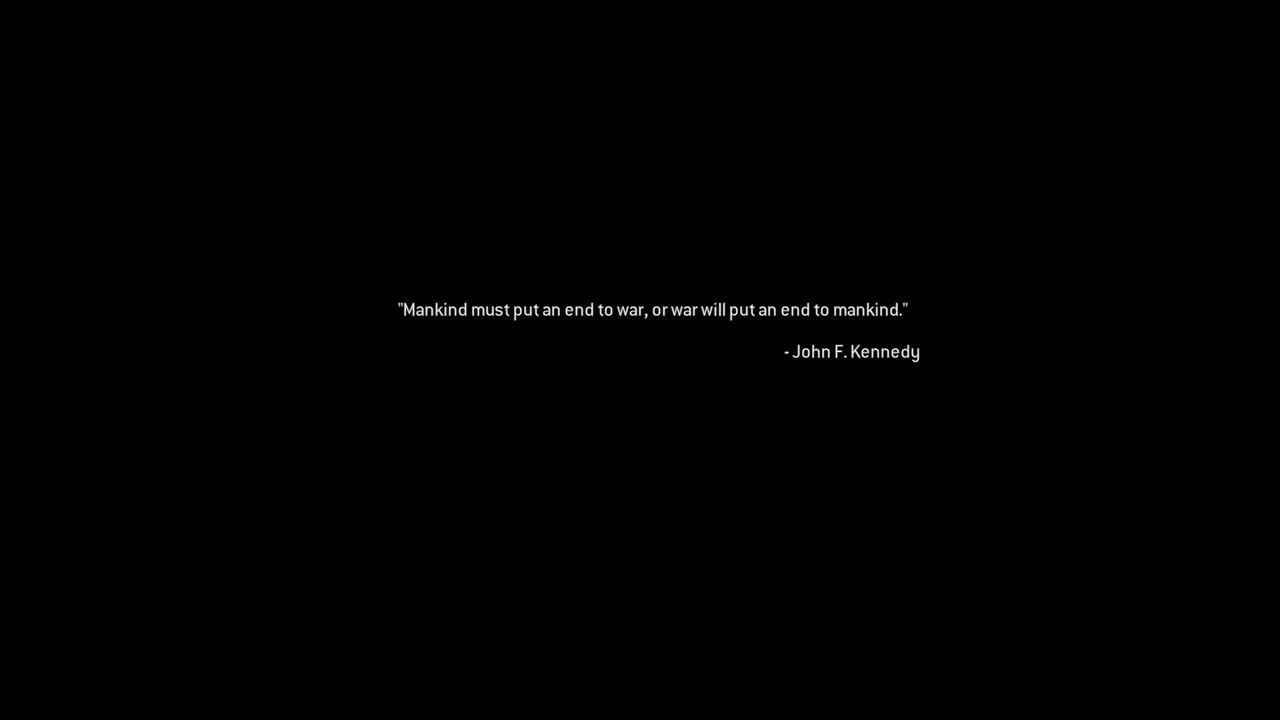 "Mankind must put an end to war, or war will put an end to mankind."
- John F. Kennedy